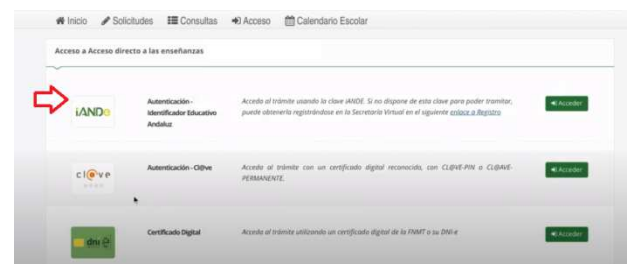 Inicio Solicitudes Consultas Acceso Calendario Escolar
Acceso a Acceso directo a las enseñanzas
iANDe
Autenticación -
Identificador Educativo
Andaluz
Acceda al trámite usando la clave iANDE. Si no dispone de esta clave para poder tramitar,
puede obtenerla registrándose en la Secretaría Virtual en el siguiente enlace a Registro
Acceder
cl@ve
Autenticación - Cl@ve
Acceda al trámite con un certificado digital reconocido, con CL@VE-PIN o CL@VE-
PERMANENTE.
Acceder
dni e
Certificado Digital
Acceda al trámite utilizando un certificado digital de la FNMT o su DNI-e
Acceder